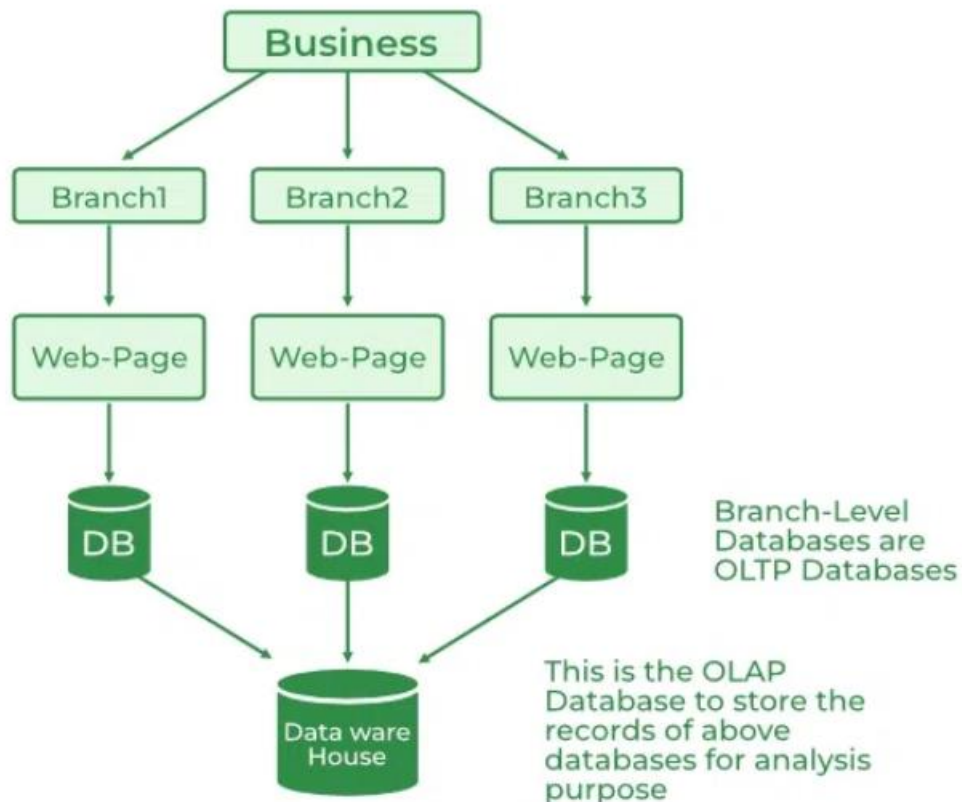 Business
Branch1
Branch2
Branch3
Web-Page
Web-Page
Web-Page
DB
DB
DB
Branch-Level
Databases are
OLTP Databases
Data ware
House
This is the OLAP
Database to store the
records of above
databases for analysis
purpose